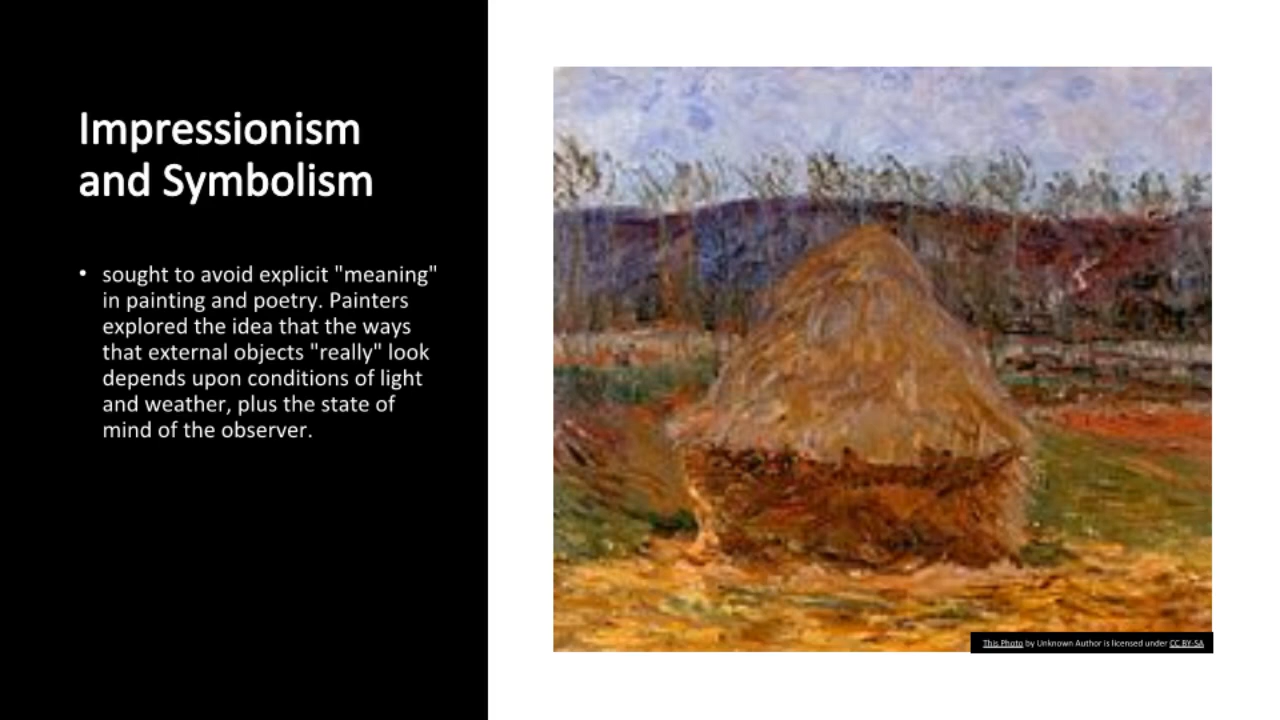 Impressionism
and Symbolism
• sought to avoid explicit "meaning"
in painting and poetry. Painters
explored the idea that the ways
that external objects "really" look
depends upon conditions of light
and weather, plus the state of
mind of the observer.
This Photo by Unknown Author is licensed under CC BY-SA